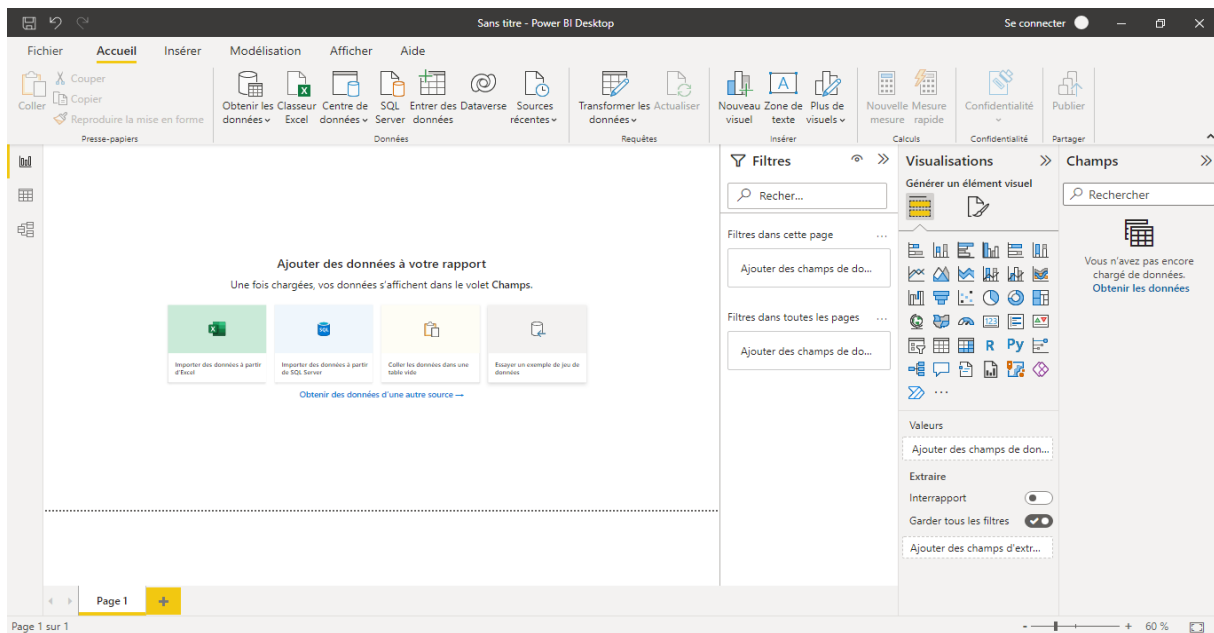 Sans titre - Power BI Desktop
Se connecter
Fichier Accueil Insérer Modélisation Afficher Aide
Coller
Couper
Copier
Reproduire la mise en forme
Presse-papiers
Obtenir les données
Classeur Excel
Centre de données
SQL Server
Entrer des données
Dataverse
Sources récentes
Données
Transformer les données
Actualiser
Requêtes
Nouveau visuel
Zone de texte
Plus de visuels
Insérer
Nouvelle mesure
Mesure rapide
Calculs
Confidentialité
Confidentialité
Publier
Partager
Ajouter des données à votre rapport
Une fois chargées, vos données s'affichent dans le volet Champs.
Importer des données à partir
d'Excel
Importer des données à partir
de SQL Server
Coller les données dans une
table vide
Essayer un exemple de jeu de
données
Obtenir des données d'une autre source →
Filtres
Recher...
Filtres dans cette page ...
Ajouter des champs de do...
Filtres dans toutes les pages ...
Ajouter des champs de do...
Visualisations
Générer un élément visuel
123
R Py
...
Valeurs
Ajouter des champs de don...
Extraire
Interrapport
Garder tous les filtres
Ajouter des champs d'extr...
Champs
Rechercher
Vous n'avez pas encore
chargé de données.
Obtenir les données
Page 1 +
Page 1 sur 1
- + 60 %